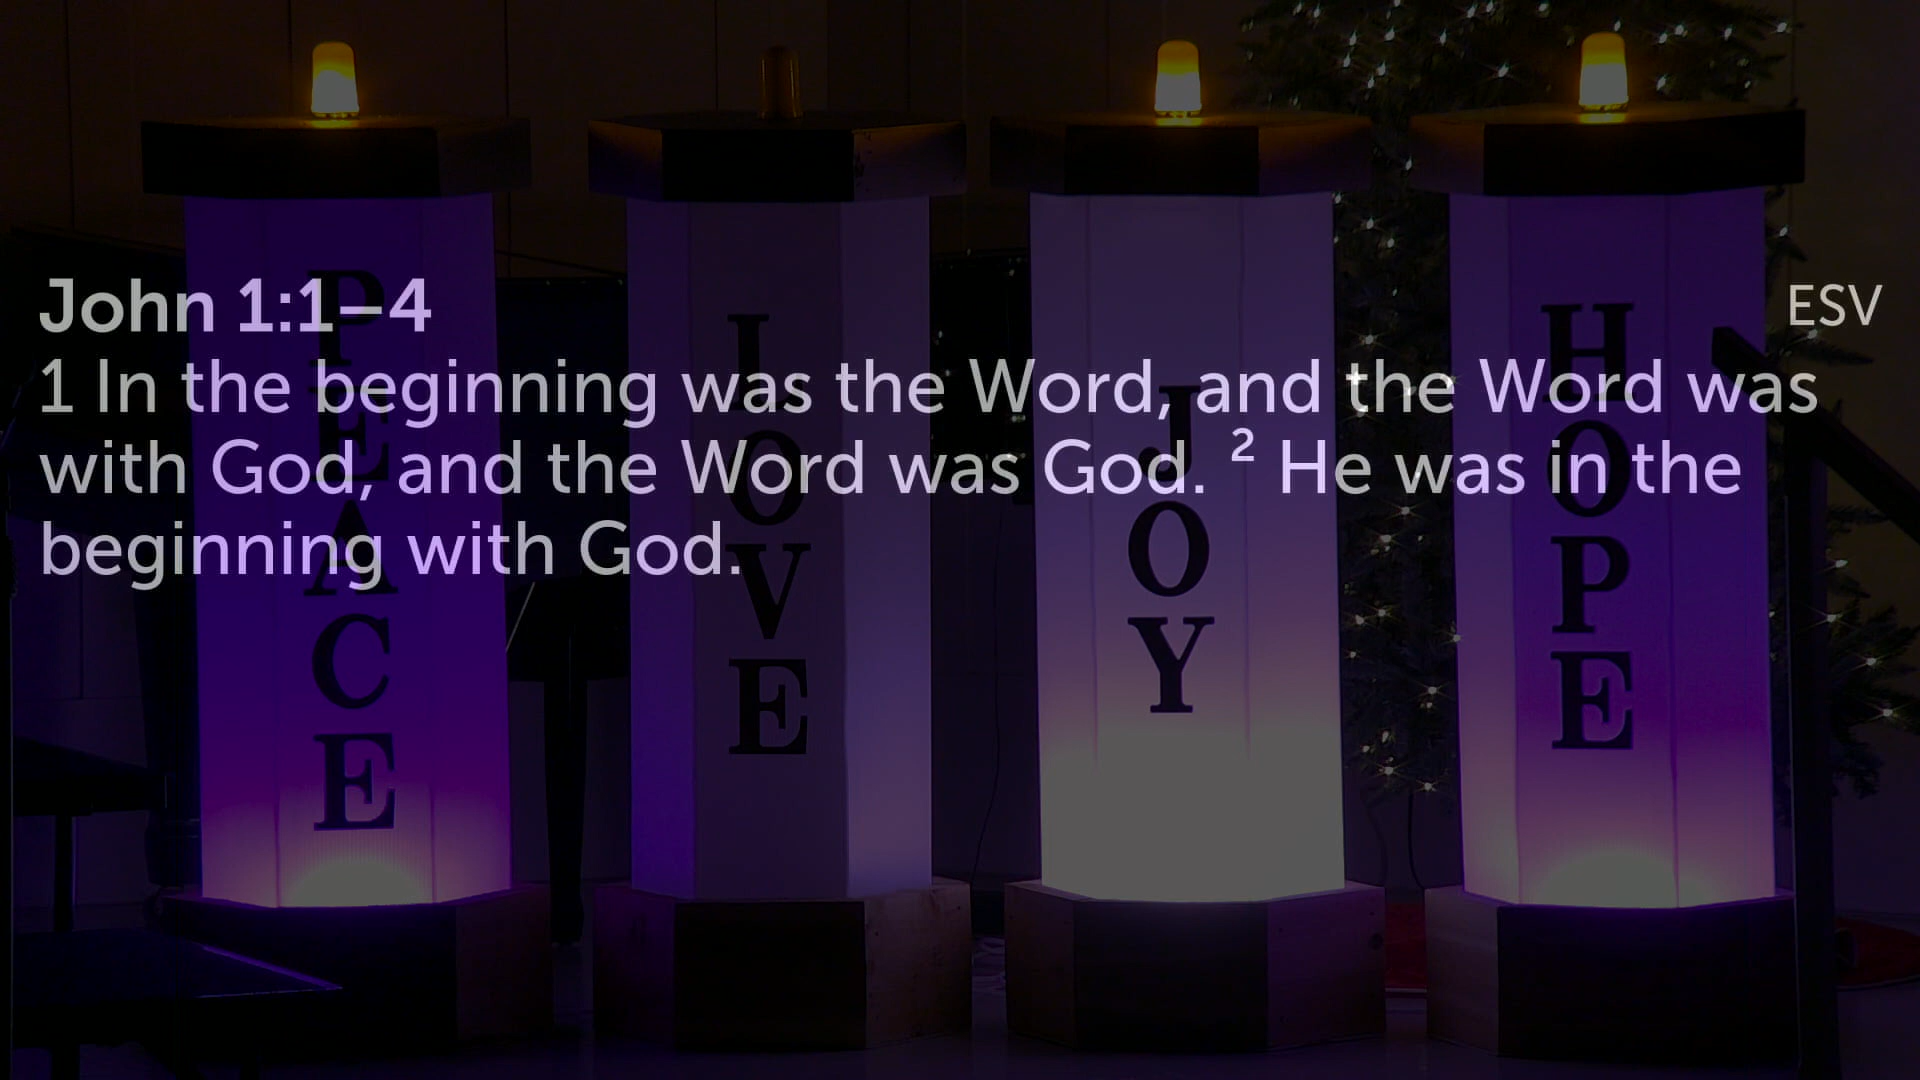 John 1:1–4
ESV
1 In the beginning was the Word, and the Word was
with God, and the Word was God. ² He was in the
beginning with God.
PEACE
LOVE
JOY
HOPE